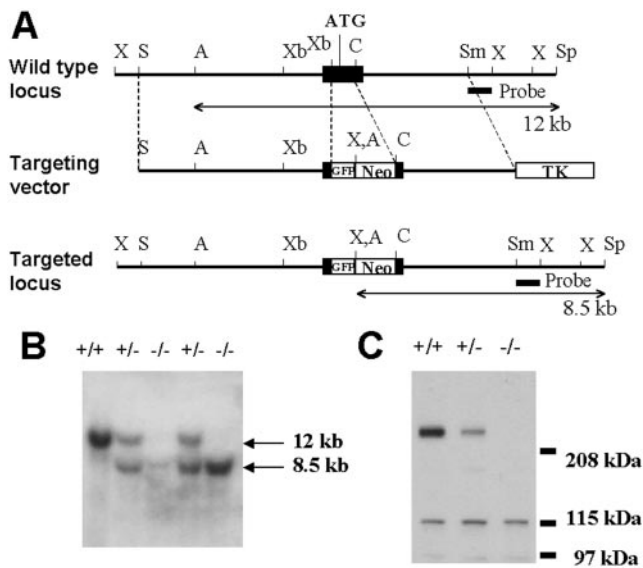 A
ATG
X S A Xb Xb C Sm X X Sp
Wild type
locus
Probe
12 kb
X,A
S A Xb C
Targeting
vector
GFP Neo TK
X,A
X S A Xb C Sm X Sp
Targeted
locus
GFP Neo Probe
8.5 kb
B
+/+ +/- -/- +/- -/-
12 kb
8.5 kb
C
+/+ +/- -/-
208 kDa
115 kDa
97 kDa